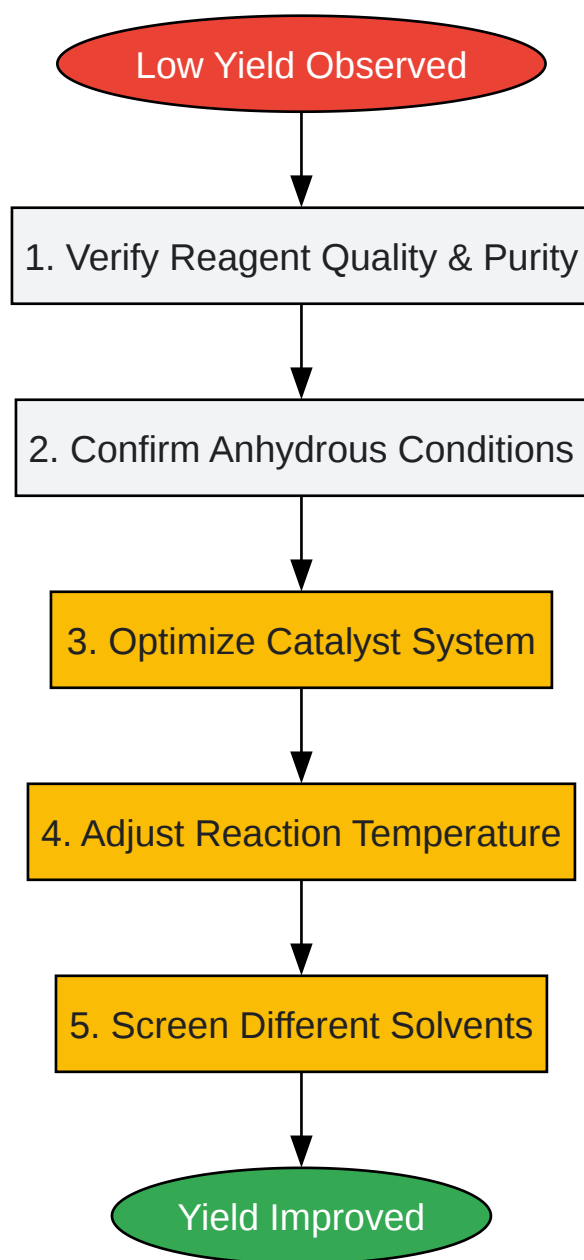 Low Yield Observed
1. Verify Reagent Quality & Purity
2. Confirm Anhydrous Conditions
3. Optimize Catalyst System
4. Adjust Reaction Temperature
5. Screen Different Solvents
Yield Improved